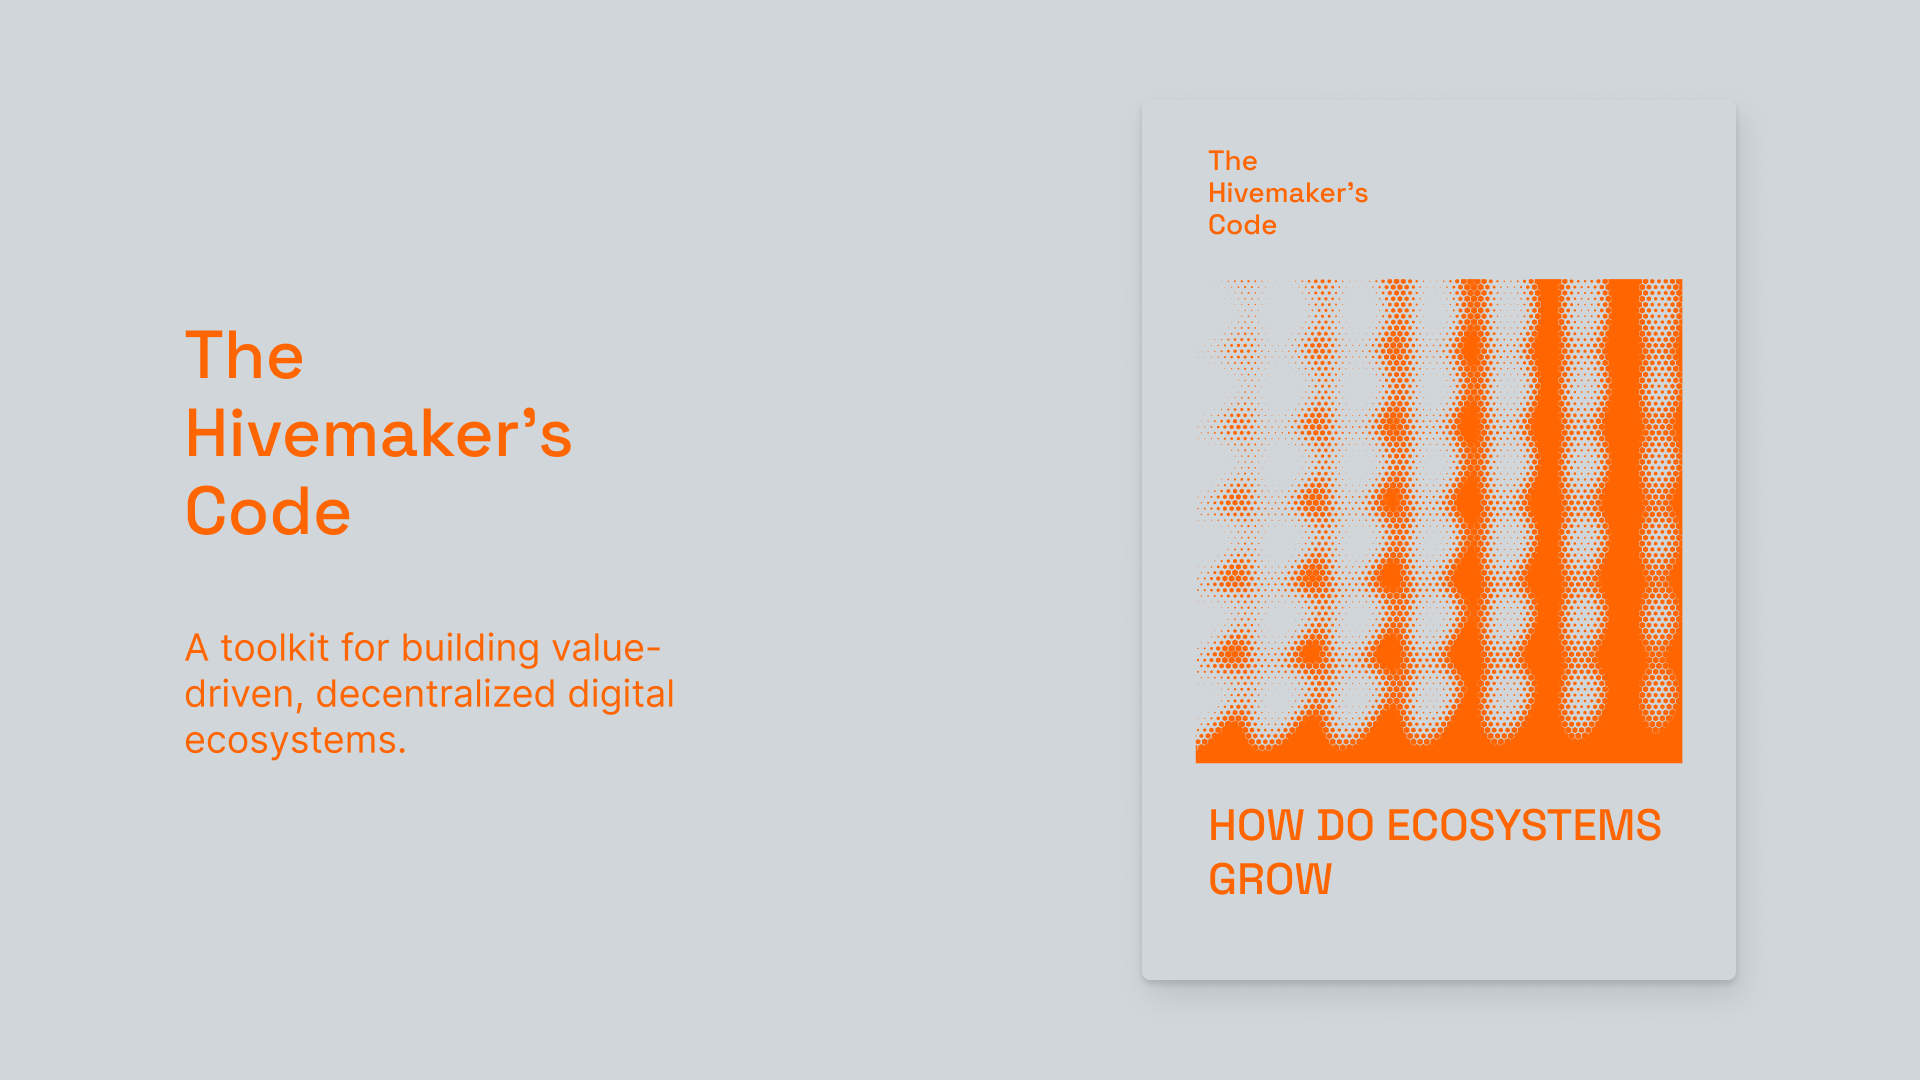 The
Hivemaker’s
Code
A toolkit for building value-
driven, decentralized digital
ecosystems.
The
Hivemaker’s
Code
HOW DO ECOSYSTEMS
GROW